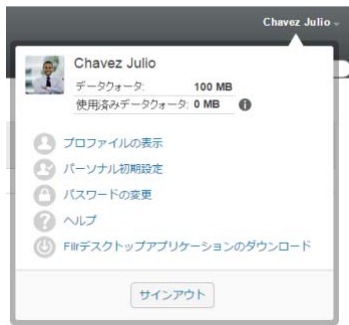 Chavez Julio
Chavez Julio
データクォータ: 100 MB
使用済みデータクォータ: 0 MB
プロファイルの表示
パーソナル初期設定
パスワードの変更
ヘルプ
Filrデスクトップアプリケーションのダウンロード
サインアウト